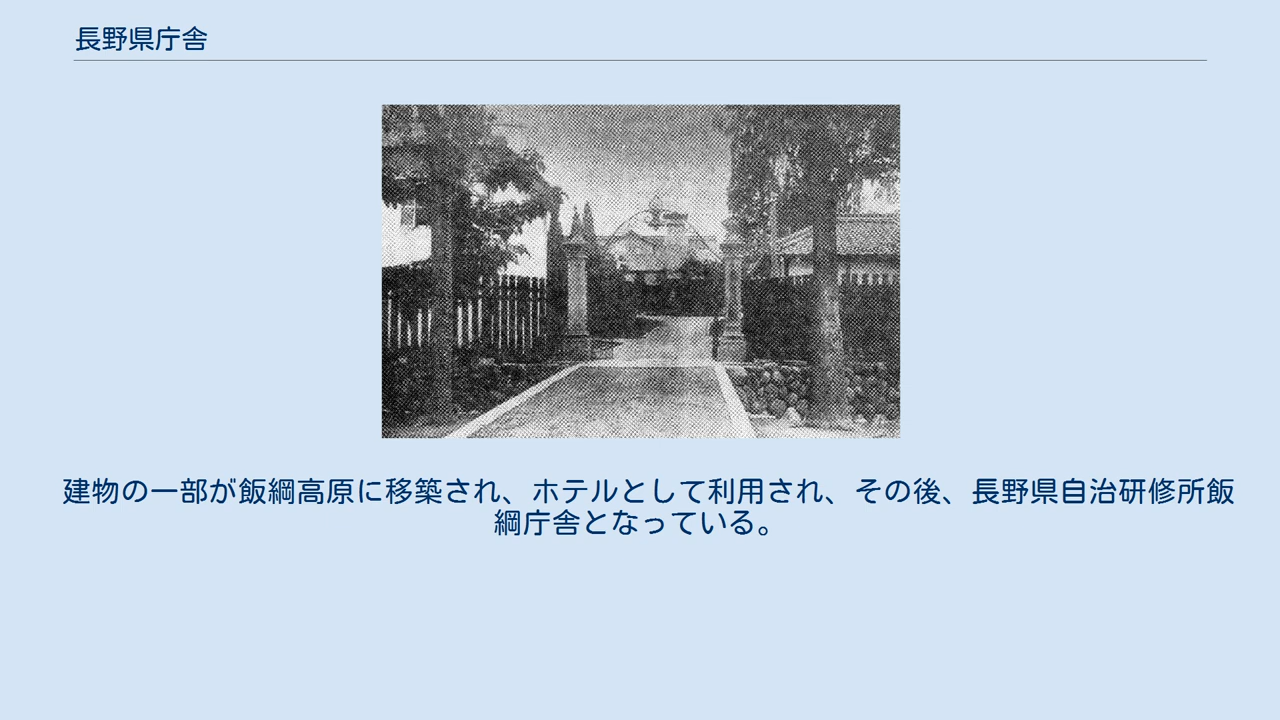 長野県庁舎
建物の一部が飯綱高原に移築され、ホテルとして利用され、その後、長野県自治研修所飯
綱庁舎となっている。